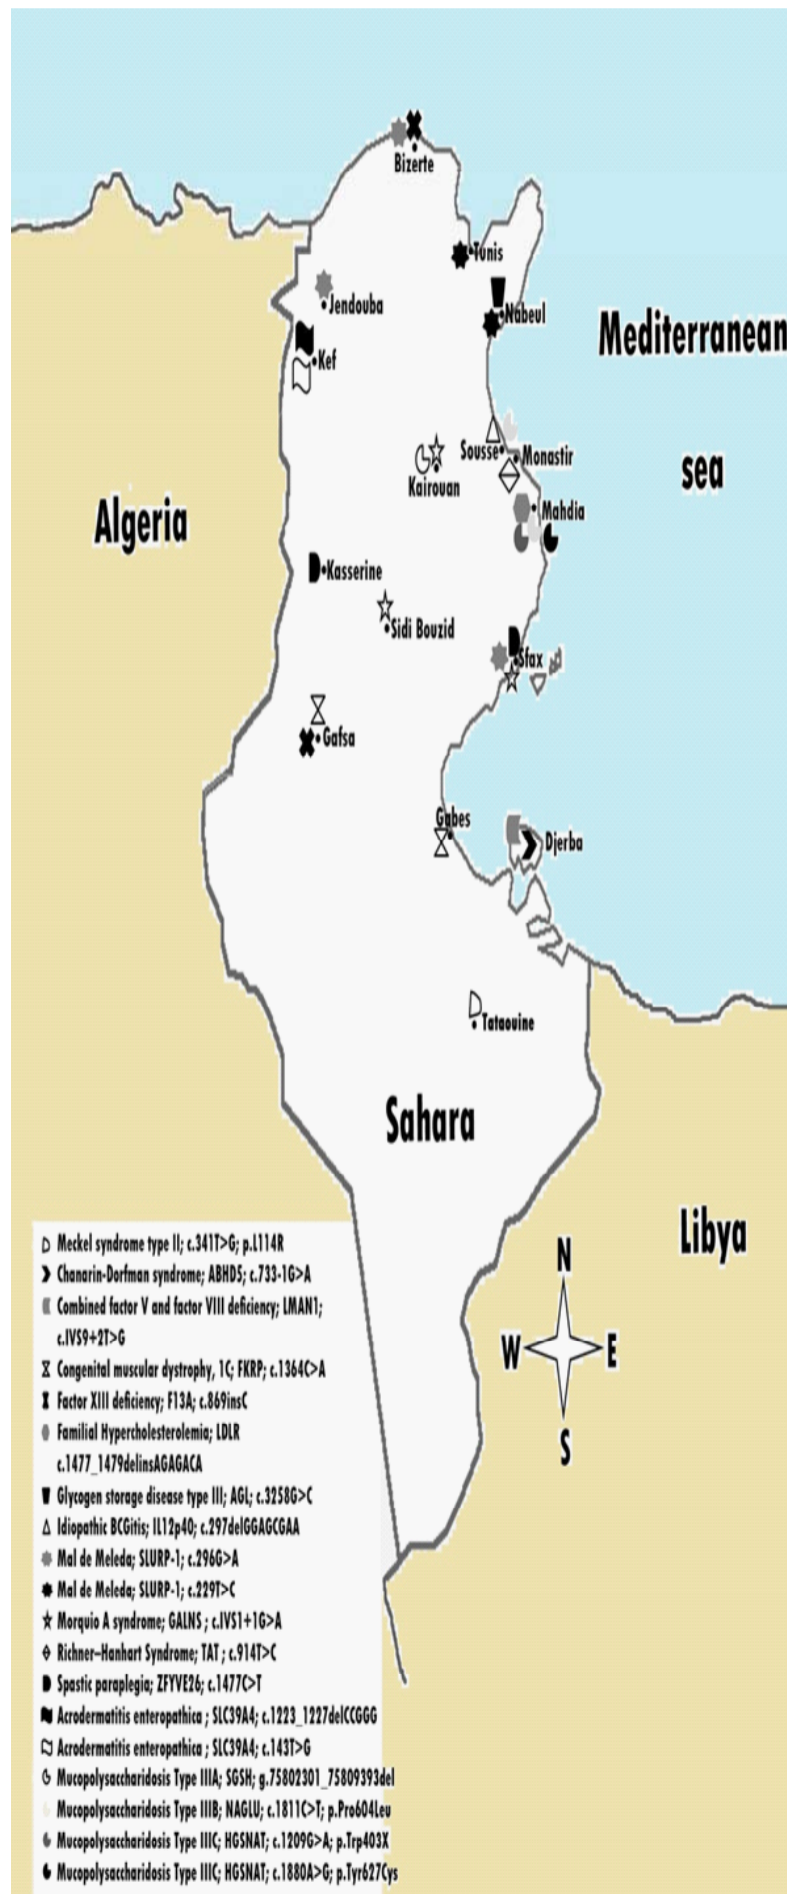 Bizerte
Tunis
Jendouba
Nabeul
Mediterranean
Kef
Sousse
Monastir
sea
Kairouan
Mahdia
Algeria
Kasserine
Sidi Bouzid
Sfax
Gafsa
Gabes
Djerba
Tataouine
Sahara
Libya
N
W
E
S
Meckel syndrome type II; c.341T>G; p.L114R
Chanarin-Dorfman syndrome; ABHD5; c.733-1G>A
Combined factor V and factor VIII deficiency; LMAN1;
c.IVS9+2T>G
Congenital muscular dystrophy, 1C; FKRP; c.1364C>A
Factor XIII deficiency; F13A; c.869insC
Familial Hypercholesterolemia; LDLR
c.1477_1479delinsAGAGACA
Glycogen storage disease type III; AGL; c.3258G>C
Idiopathic BCGitis; IL12p40; c.297delGGAGCGAA
Mal de Meleda; SLURP-1; c.296G>A
Mal de Meleda; SLURP-1; c.229T>C
Morquio A syndrome; GALNS ; c.IVS1+1G>A
Richner–Hanhart Syndrome; TAT ; c.914T>C
Spastic paraplegia; ZFYVE26; c.1477C>T
Acrodermatitis enteropathica ; SLC39A4; c.1223_1227delCCGGG
Acrodermatitis enteropathica ; SLC39A4; c.143T>G
Mucopolysaccharidosis Type IIIA; SGSH; g.75802301_75809393del
Mucopolysaccharidosis Type IIIB; NAGLU; c.1811C>T; p.Pro604Leu
Mucopolysaccharidosis Type IIIC; HGSNAT; c.1209G>A; p.Trp403X
Mucopolysaccharidosis Type IIIC; HGSNAT; c.1880A>G; p.Tyr627Cys